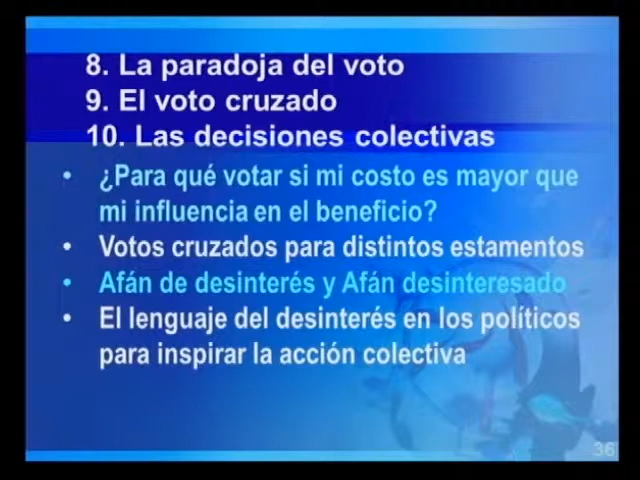 8. La paradoja del voto
9. El voto cruzado
10. Las decisiones colectivas
• ¿Para qué votar si mi costo es mayor que
mi influencia en el beneficio?
• Votos cruzados para distintos estamentos
• Afán de desinterés y Afán desinteresado
• El lenguaje del desinterés en los políticos
para inspirar la acción colectiva
36